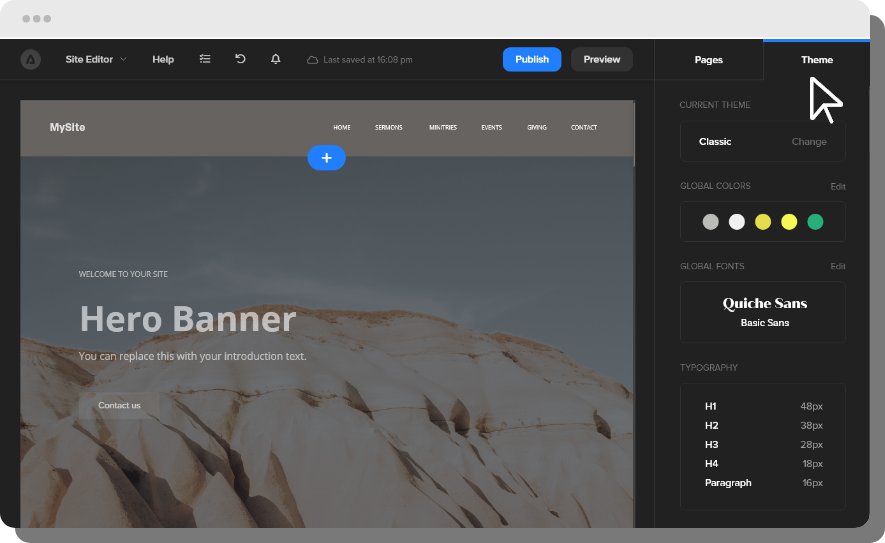 Site Editor
Help
Last saved at 16:08 pm
Publish
Preview
Pages
Theme
MySite
HOME
SERMONS
MINITRIES
EVENTS
GIVING
CONTACT
WELCOME TO YOUR SITE
Hero Banner
You can replace this with your introduction text.
Contact us
CURRENT THEME
Classic
Change
GLOBAL COLORS
Edit
GLOBAL FONTS
Edit
Quiche Sans
Basic Sans
TYPOGRAPHY
H1 48px
H2 38px
H3 28px
H4 18px
Paragraph 16px